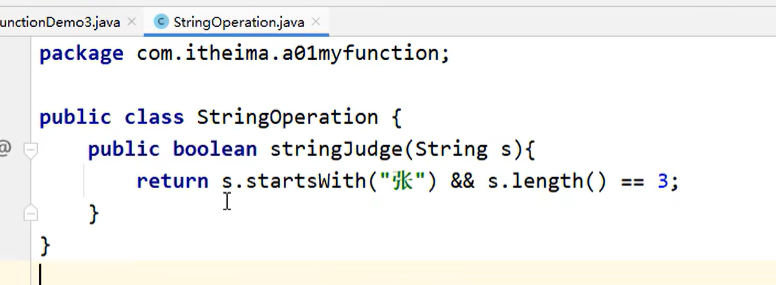 unctionDemo3.java × StringOperation.java ×
package com.itheima.a01myfunction;
public class StringOperation {
@ public boolean stringJudge(String s){
return s.startsWith("张") && s.length() == 3;
}
}